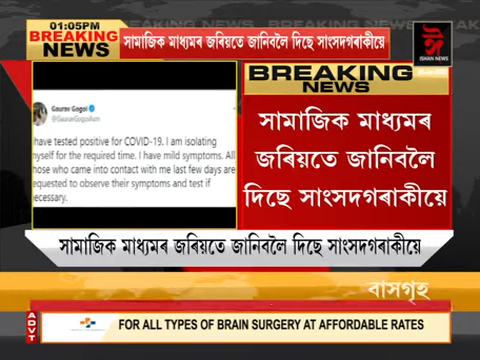 01:05PM
BREAKING
NEWS
সামাজিক মাধ্যমৰ জৰিয়তে জানিবলৈ দিছে সাংসদগৰাকীয়ে
ISHAN NEWS
Gaurav Gogoi
@GauravGogoiAsm
have tested positive for COVID-19. I am isolating
myself for the required time. I have mild symptoms. All
those who came into contact with me last few days are
requested to observe their symptoms and test if
necessary.
BREAKING
NEWS
সামাজিক মাধ্যমৰ
জৰিয়তে জানিবলৈ
দিছে সাংসদগৰাকীয়ে
সামাজিক মাধ্যমৰ জৰিয়তে জানিবলৈ দিছে সাংসদগৰাকীয়ে
বাসগৃহ
ADVT
FOR ALL TYPES OF BRAIN SURGERY AT AFFORDABLE RATES